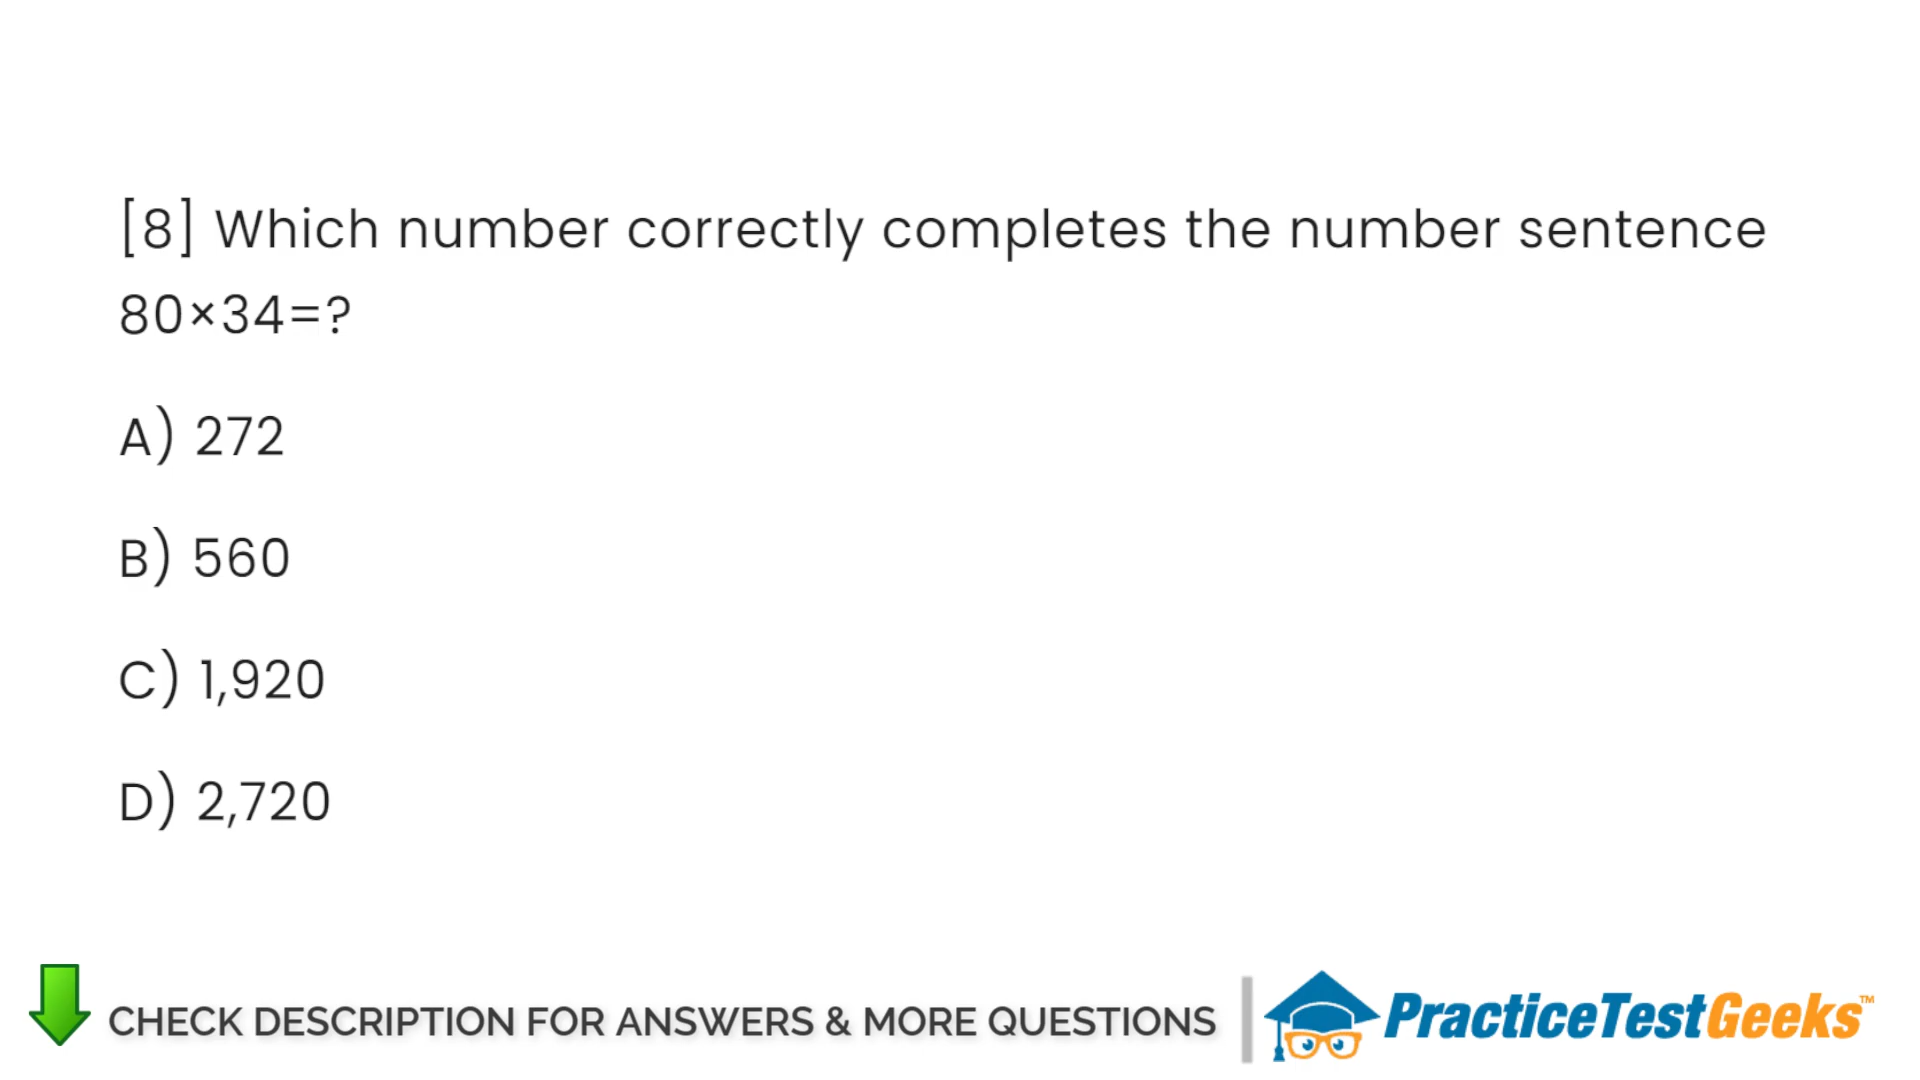 [8] Which number correctly completes the number sentence
80×34=?
A) 272
B) 560
C) 1,920
D) 2,720
CHECK DESCRIPTION FOR ANSWERS & MORE QUESTIONS
PracticeTestGeeks™